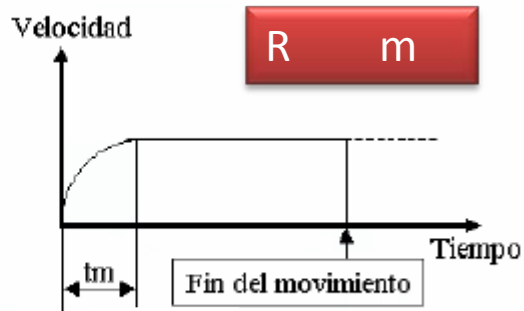 Velocidad
R m
Tiempo
tm
Fin del movimiento